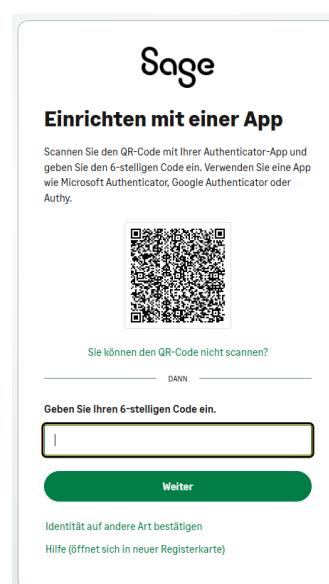 Sage
Einrichten mit einer App
Scannen Sie den QR-Code mit Ihrer Authenticator-App und
geben Sie den 6-stelligen Code ein. Verwenden Sie eine App
wie Microsoft Authenticator, Google Authenticator oder
Authy.
Sie können den QR-Code nicht scannen?
DANN
Geben Sie Ihren 6-stelligen Code ein.
Weiter
Identität auf andere Art bestätigen
Hilfe (öffnet sich in neuer Registerkarte)